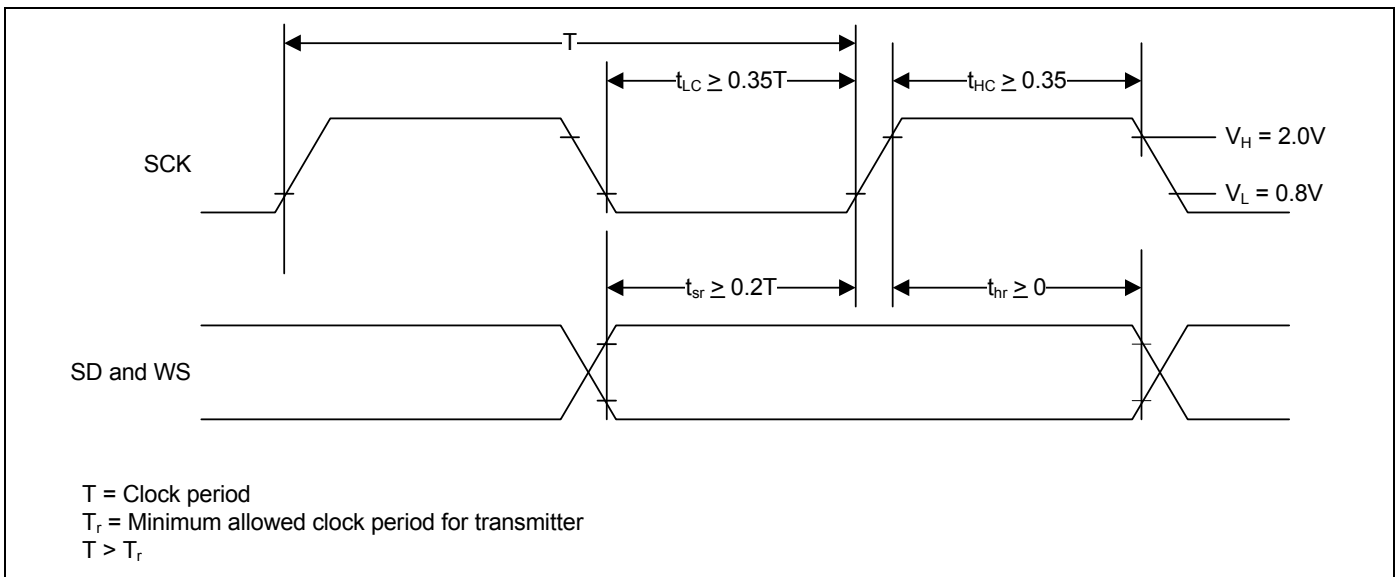 T
t_LC ≥ 0.35T
t_HC ≥ 0.35
SCK
V_H = 2.0V
V_L = 0.8V
t_sr ≥ 0.2T
t_hr ≥ 0
SD and WS
T = Clock period
T_r = Minimum allowed clock period for transmitter
T > T_r